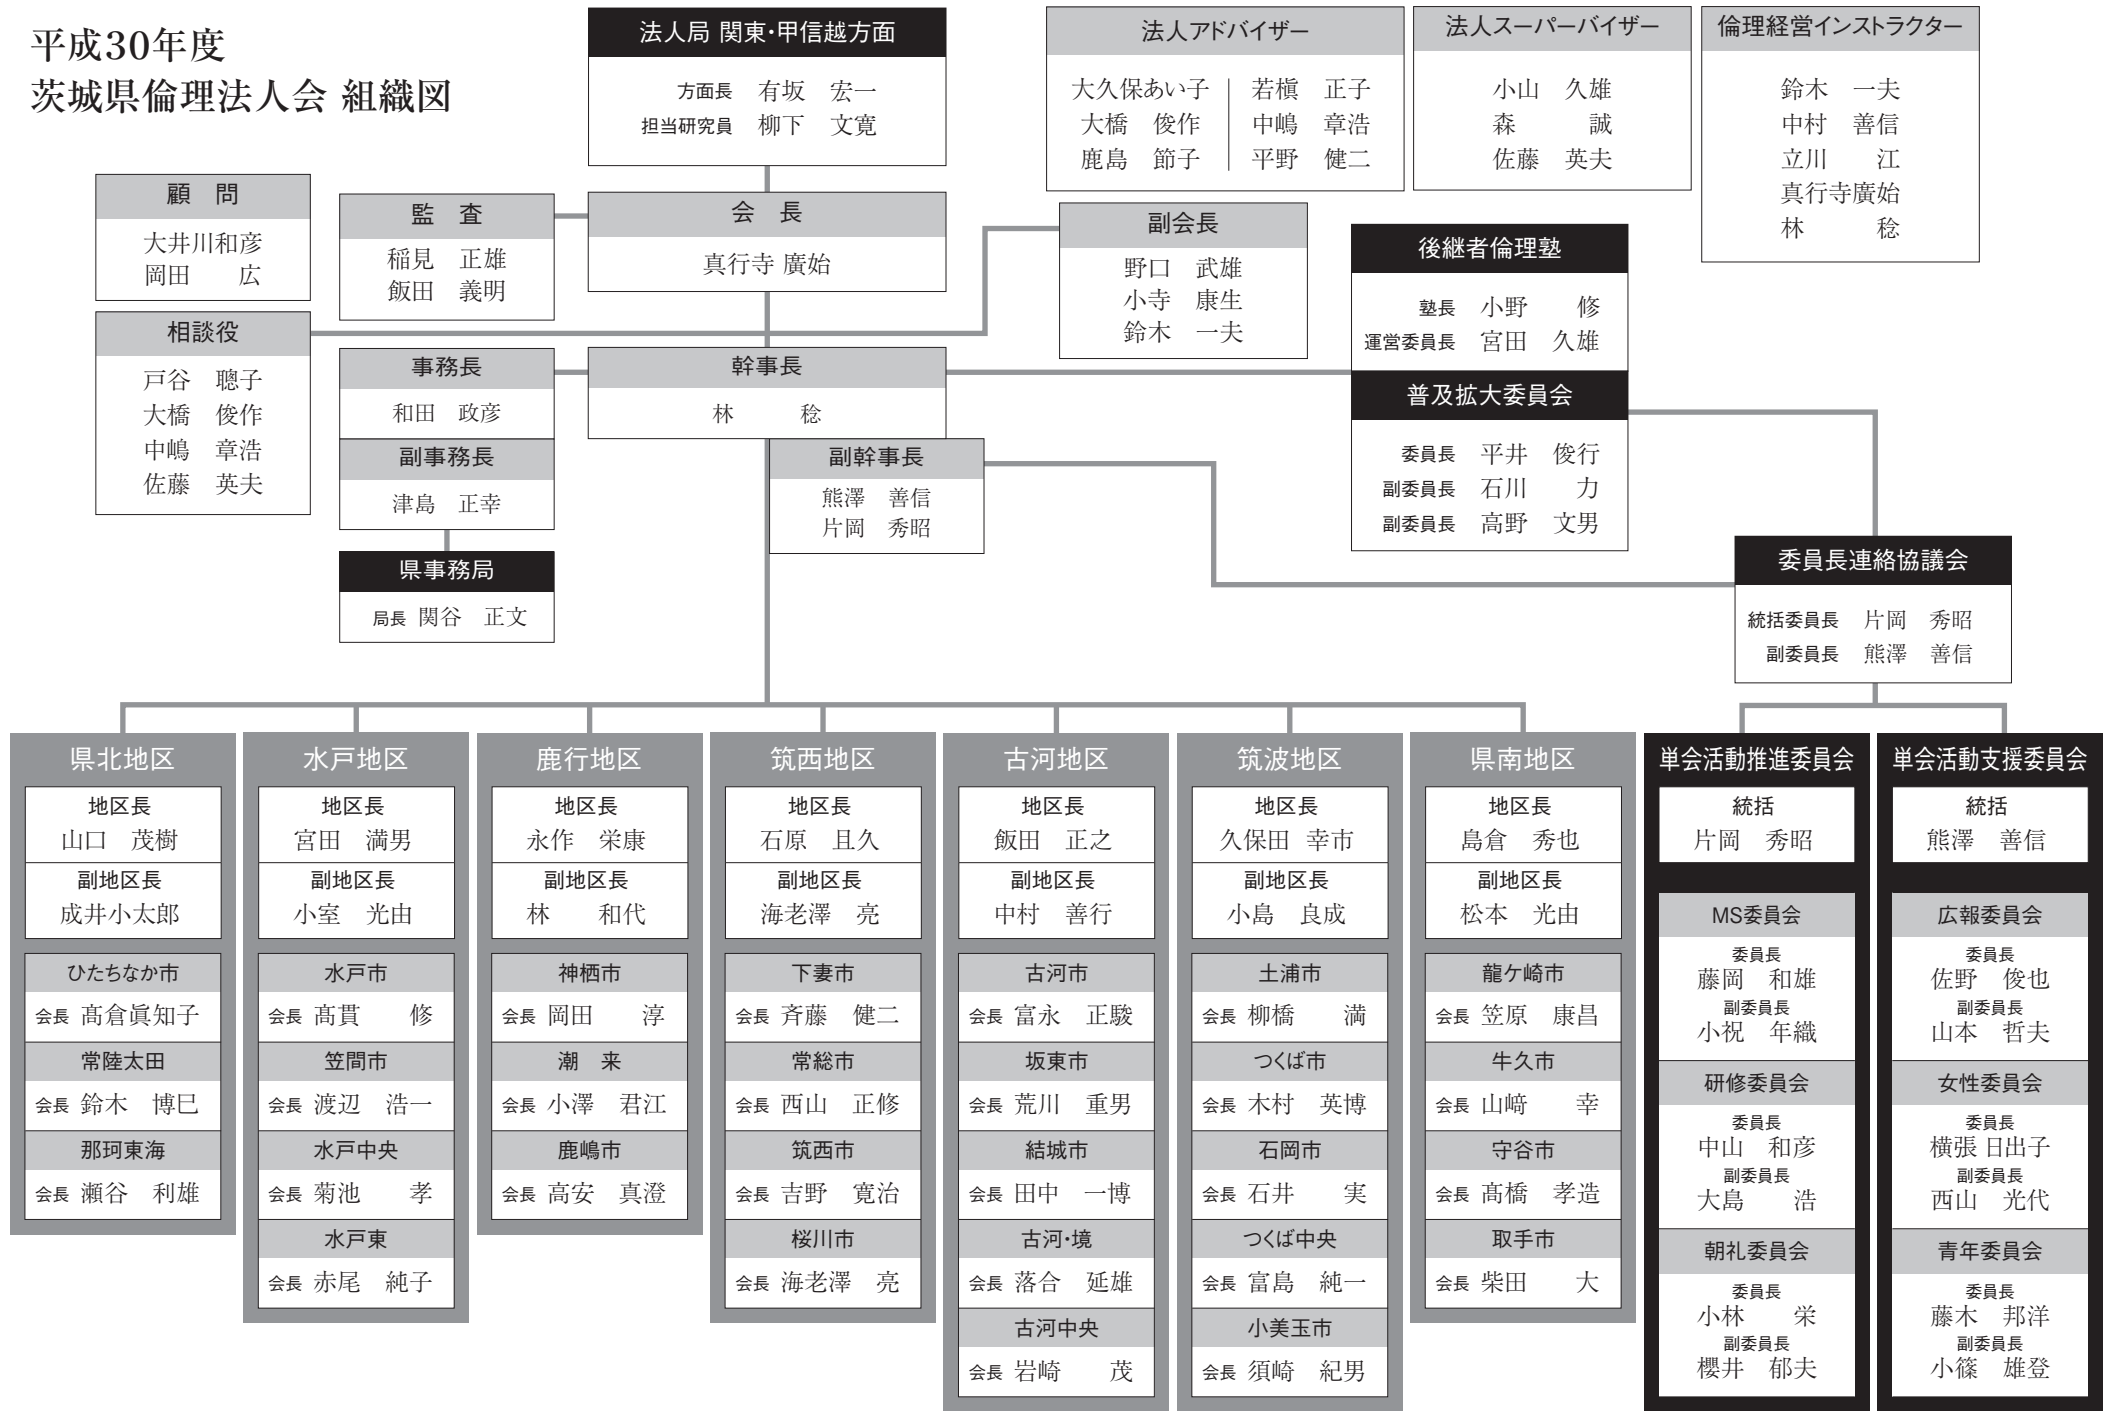 平成30年度
茨城県倫理法人会 組織図
法人局 関東・甲信越方面
方面長 有坂 宏一
担当研究員 柳下 文寛
法人アドバイザー
大久保あい子 若槇 正子
大橋 俊作 中嶋 章浩
鹿島 節子 平野 健二
法人スーパーバイザー
小山 久雄
森 誠
佐藤 英夫
倫理経営インストラクター
鈴木 一夫
中村 善信
立川 江
真行寺廣始
林 稔
顧 問
大井川和彦
岡田 広
監 査
稲見 正雄
飯田 義明
会 長
真行寺 廣始
副会長
野口 武雄
小寺 康生
鈴木 一夫
後継者倫理塾
塾長 小野 修
運営委員長 宮田 久雄
相談役
戸谷 聰子
大橋 俊作
中嶋 章浩
佐藤 英夫
事務長
和田 政彦
副事務長
津島 正幸
県事務局
局長 関谷 正文
幹事長
林 稔
副幹事長
熊澤 善信
片岡 秀昭
普及拡大委員会
委員長 平井 俊行
副委員長 石川 力
副委員長 高野 文男
委員長連絡協議会
統括委員長 片岡 秀昭
副委員長 熊澤 善信
県北地区
地区長
山口 茂樹
副地区長
成井小太郎
ひたちなか市
会長 髙倉眞知子
常陸太田
会長 鈴木 博巳
那珂東海
会長 瀬谷 利雄
水戸地区
地区長
宮田 満男
副地区長
小室 光由
水戸市
会長 髙貫 修
笠間市
会長 渡辺 浩一
水戸中央
会長 菊池 孝
水戸東
会長 赤尾 純子
鹿行地区
地区長
永作 栄康
副地区長
林 和代
神栖市
会長 岡田 淳
潮 来
会長 小澤 君江
鹿嶋市
会長 高安 真澄
筑西地区
地区長
石原 且久
副地区長
海老澤 亮
下妻市
会長 斉藤 健二
常総市
会長 西山 正修
筑西市
会長 吉野 寛治
桜川市
会長 海老澤 亮
古河地区
地区長
飯田 正之
副地区長
中村 善行
古河市
会長 富永 正駿
坂東市
会長 荒川 重男
結城市
会長 田中 一博
古河・境
会長 落合 延雄
古河中央
会長 岩崎 茂
筑波地区
地区長
久保田 幸市
副地区長
小島 良成
土浦市
会長 柳橋 満
つくば市
会長 木村 英博
石岡市
会長 石井 実
つくば中央
会長 富島 純一
小美玉市
会長 須崎 紀男
県南地区
地区長
島倉 秀也
副地区長
松本 光由
龍ケ崎市
会長 笠原 康昌
牛久市
会長 山﨑 幸
守谷市
会長 髙橋 孝造
取手市
会長 柴田 大
単会活動推進委員会
統括
片岡 秀昭
MS委員会
委員長
藤岡 和雄
副委員長
小祝 年織
研修委員会
委員長
中山 和彦
副委員長
大島 浩
朝礼委員会
委員長
小林 栄
副委員長
櫻井 郁夫
単会活動支援委員会
統括
熊澤 善信
広報委員会
委員長
佐野 俊也
副委員長
山本 哲夫
女性委員会
委員長
横張 日出子
副委員長
西山 光代
青年委員会
委員長
藤木 邦洋
副委員長
小篠 雄登